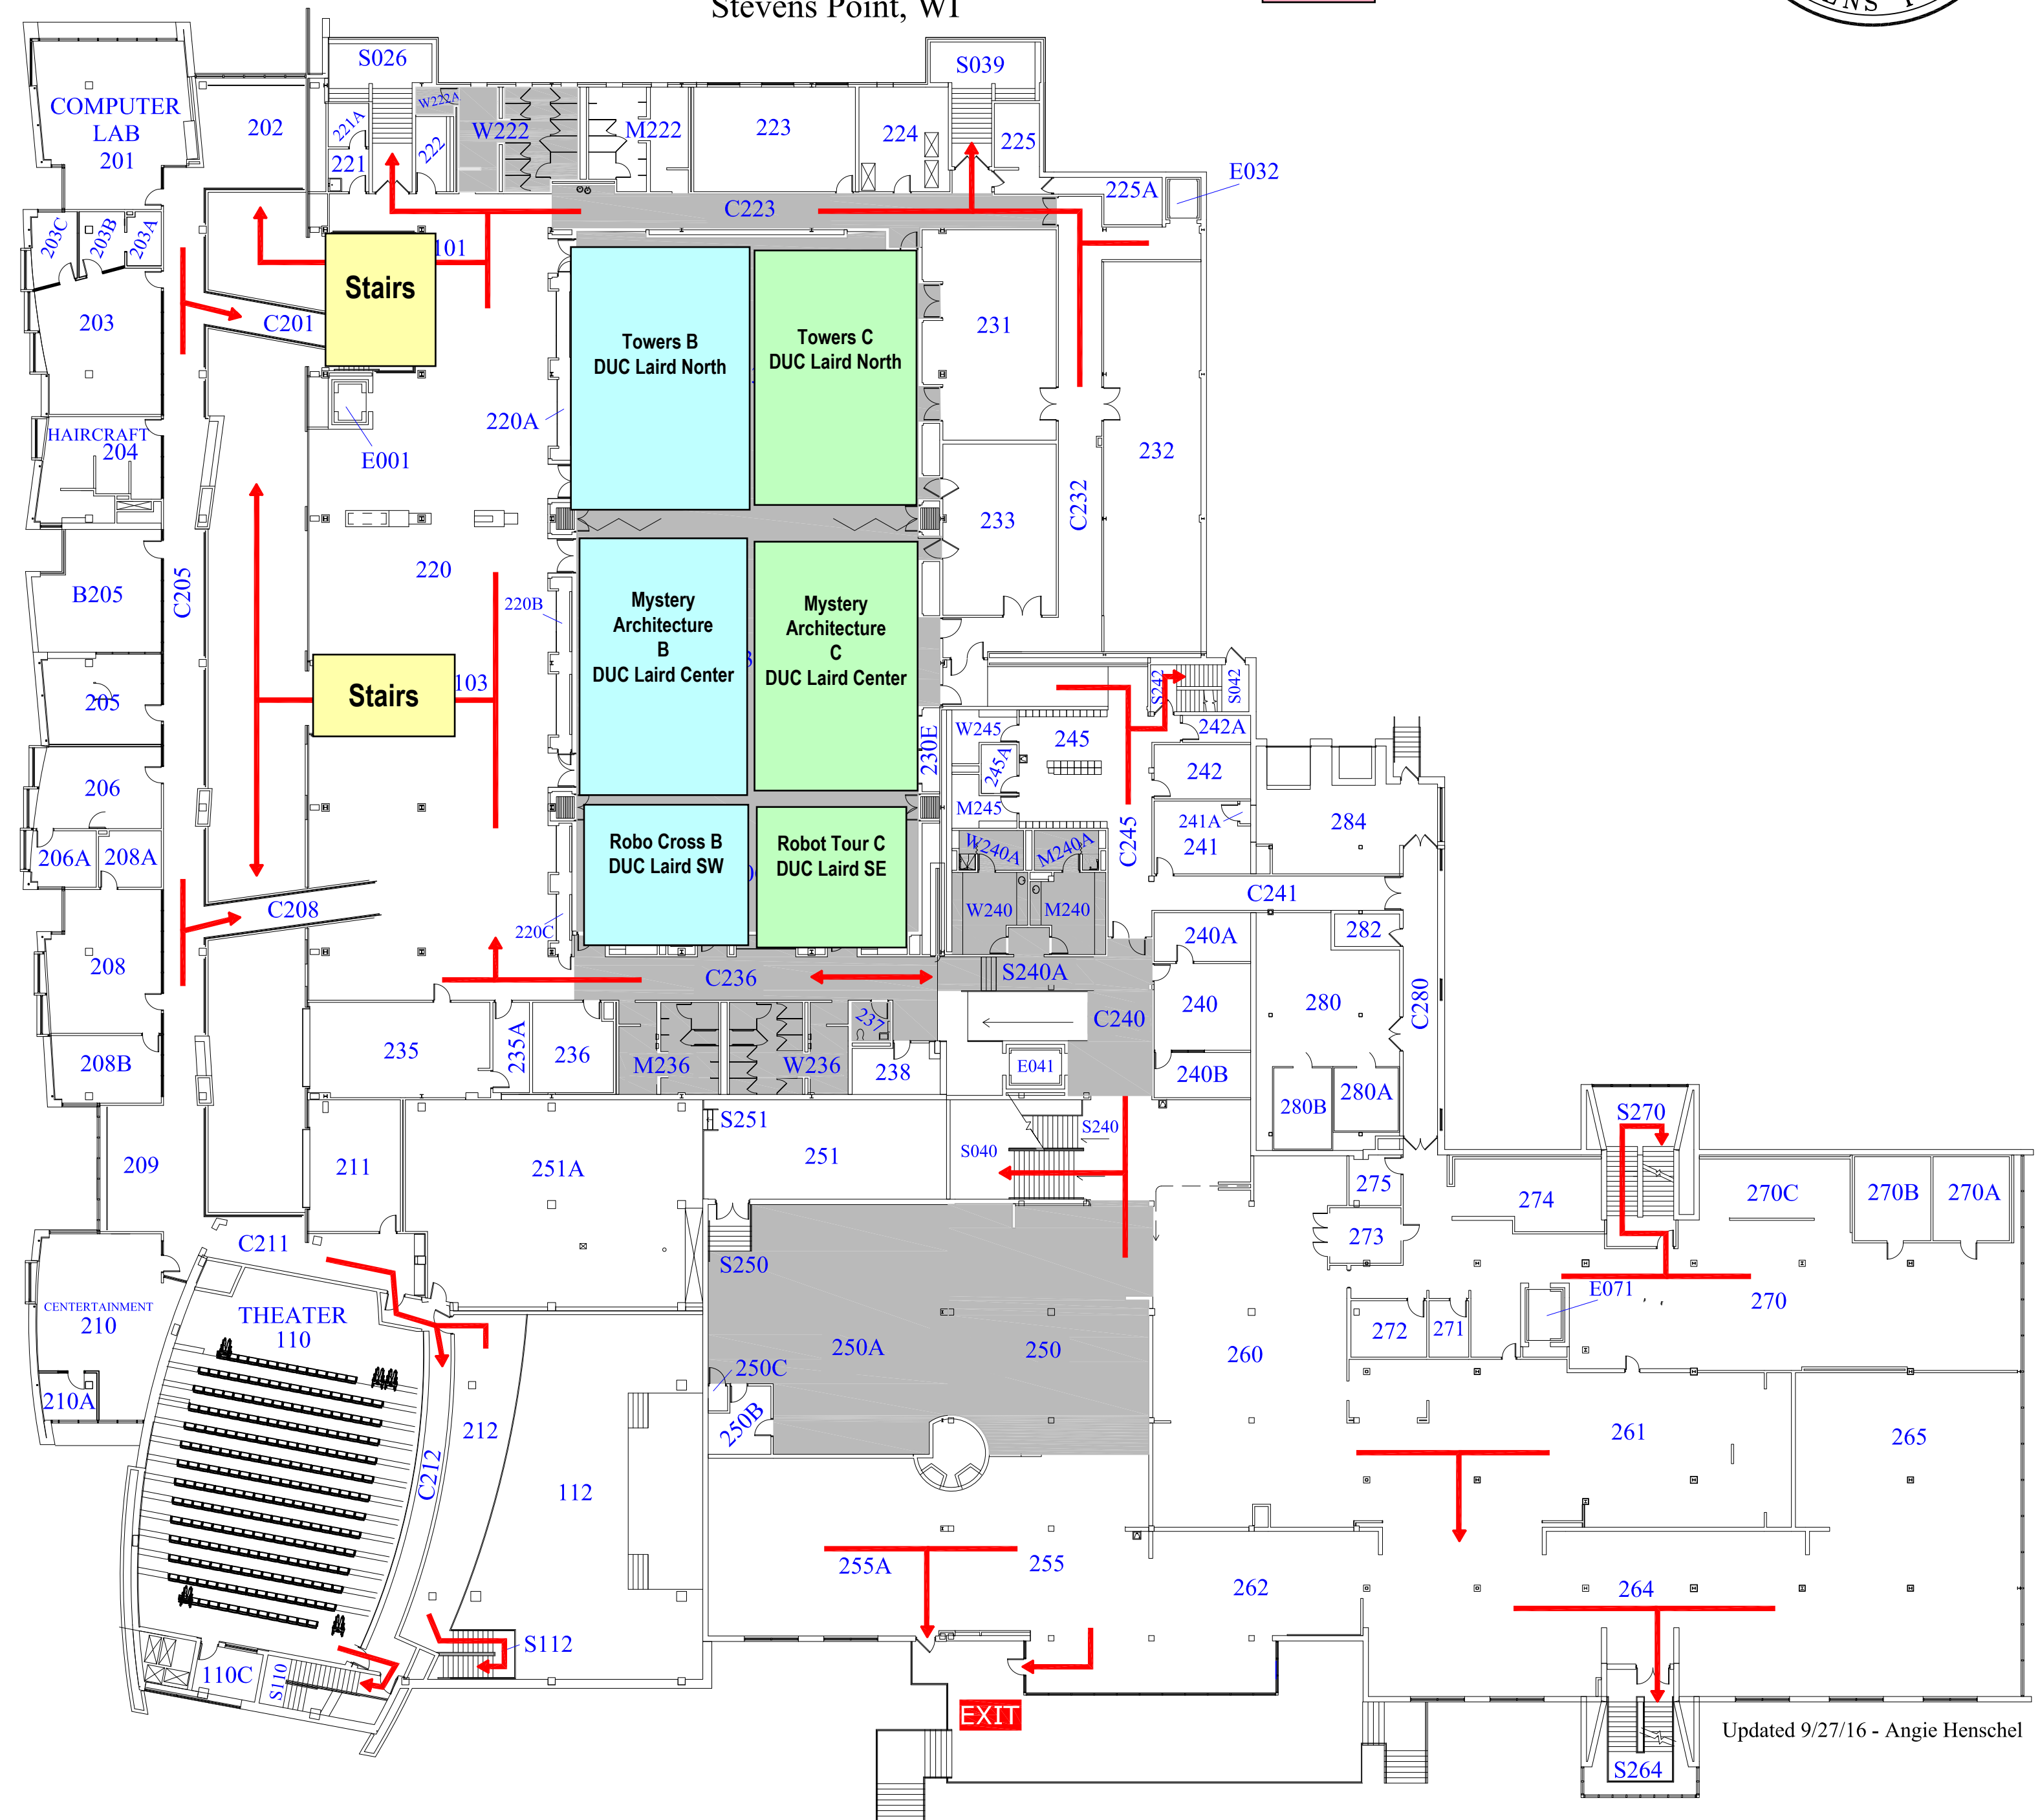 Stevens Point, WI
S026
S039
COMPUTER
LAB
201
202
221A
221
W222A
222
W222
M222
223
224
225
225A
E032
C223
203C
203B
203A
203
C201
101
Stairs
Towers B
DUC Laird North
Towers C
DUC Laird North
231
220A
E001
HAIRCRAFT
204
232
C232
233
220
B205
C205
220B
Mystery
Architecture
B
DUC Laird Center
Mystery
Architecture
C
DUC Laird Center
205
Stairs
103
S242
S042
230E
W245
245
245A
M245
242A
242
206
241A
241
284
C245
206A
208A
Robo Cross B
DUC Laird SW
Robot Tour C
DUC Laird SE
W240A
M240A
W240
M240
C241
C208
220C
240A
282
208
C236
S240A
240
280
C280
C240
237
235
235A
236
M236
W236
238
E041
240B
208B
280B
280A
S251
S240
S270
209
211
251A
251
S040
275
274
270C
270B
270A
C211
S250
273
CENTERTAINMENT
210
THEATER
110
250A
250
260
272
271
E071
270
250C
210A
250B
212
C212
112
261
265
255A
255
262
264
S112
110C
S110
EXIT
Updated 9/27/16 - Angie Henschel
S264